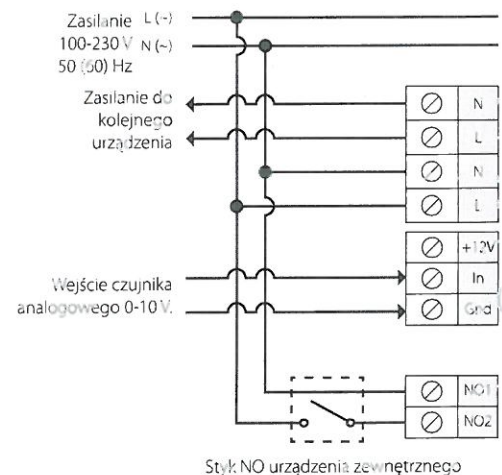 Zasilanie L (~)
100-230 V N (~)
50 (60) Hz
Zasilanie do
kolejnego
urządzenia
N
L
N
L
+12V
Wejście czujnika
analogowego 0-10 V.
In
Gnd
NO1
NO2
Styk NO urządzenia zewnętrznego